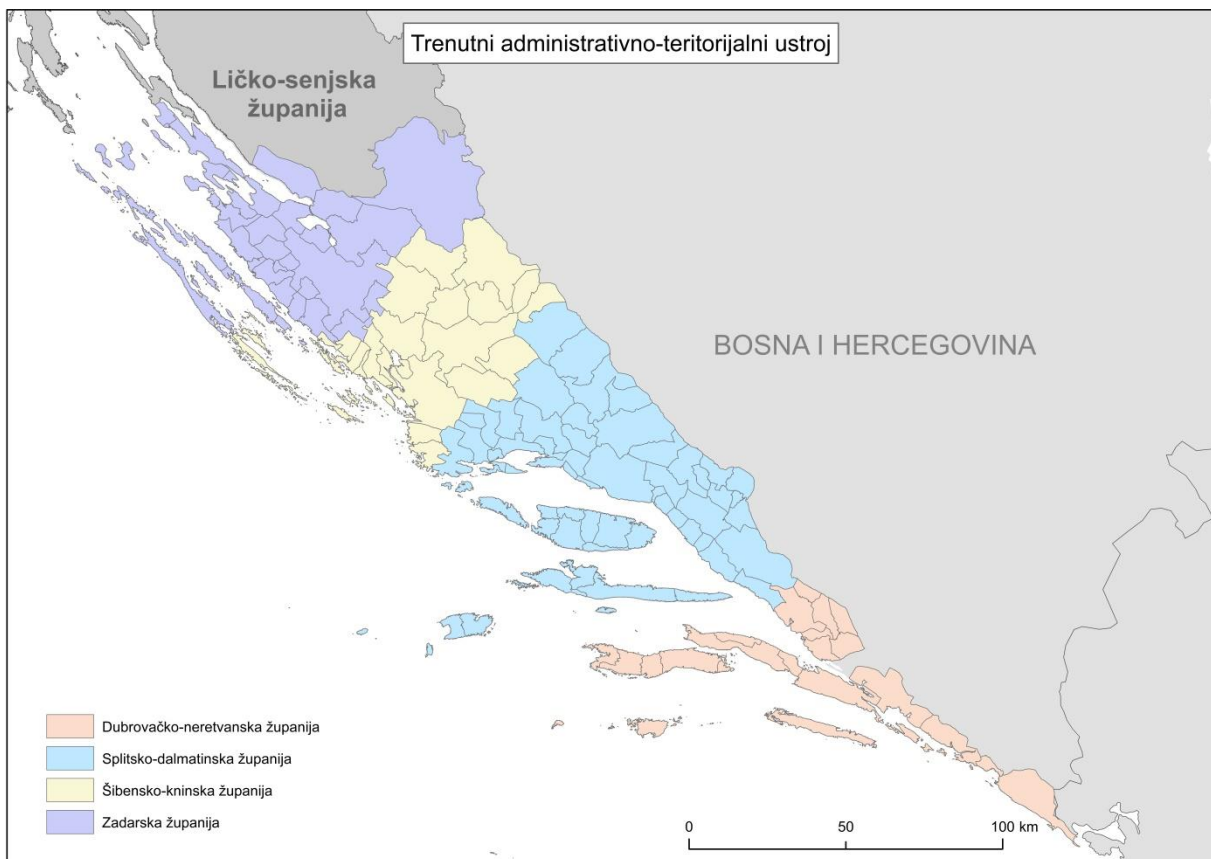 Trenutni administrativno-teritorijalni ustroj
Ličko-senjska
županija
BOSNA I HERCEGOVINA
Dubrovačko-neretvanska županija
Splitsko-dalmatinska županija
Šibensko-kninska županija
Zadarska županija
0 50 100 km